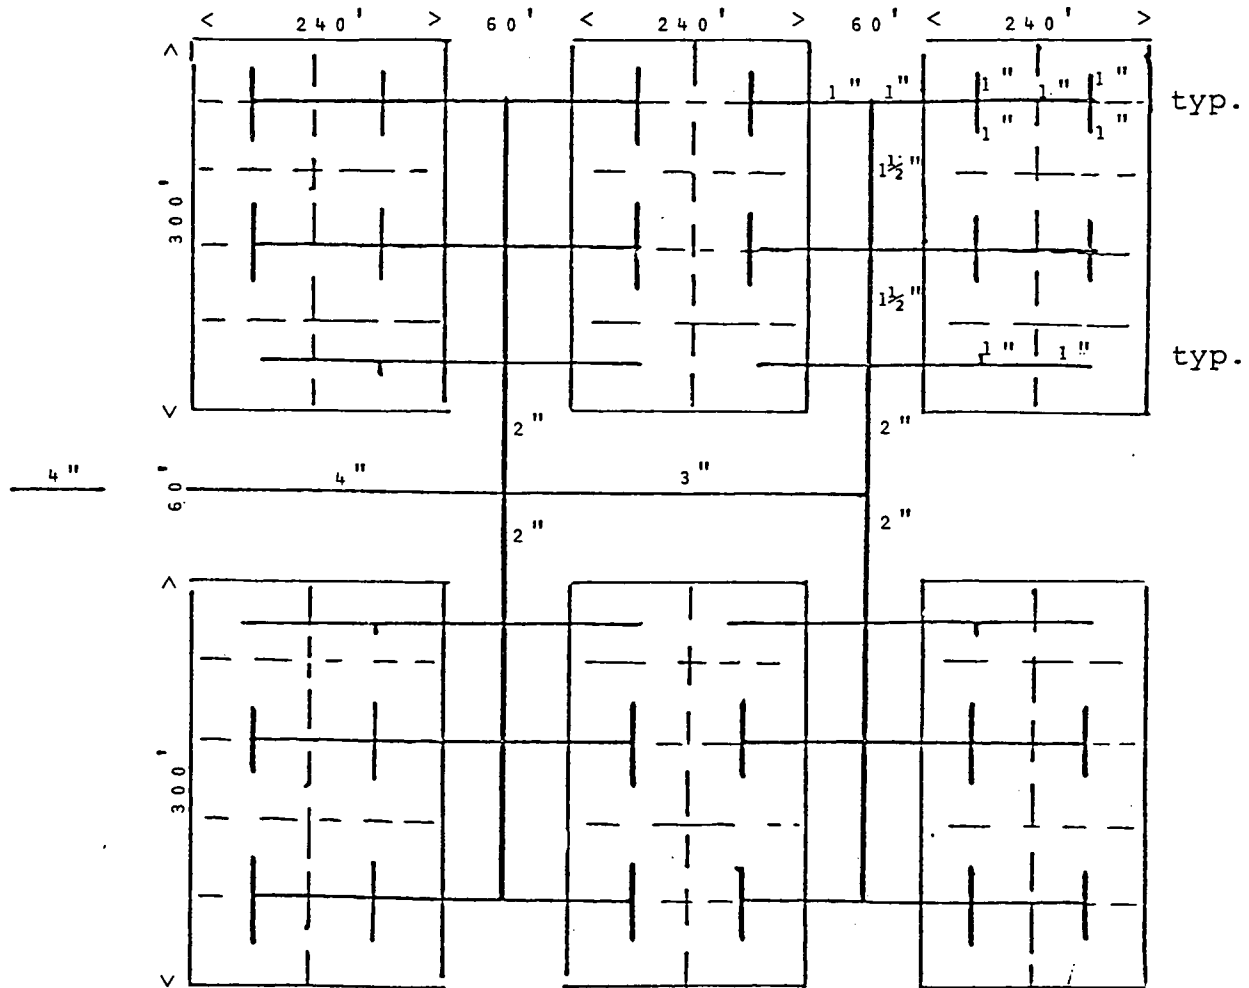 < 240' > 60' < 240' > 60' < 240' >
1" 1" 1" 1" 1" typ.
1" 1"
1½"
300'
1½"
1" 1" typ.
2" 2"
4" 60' 4" 3"
2" 2"
300'